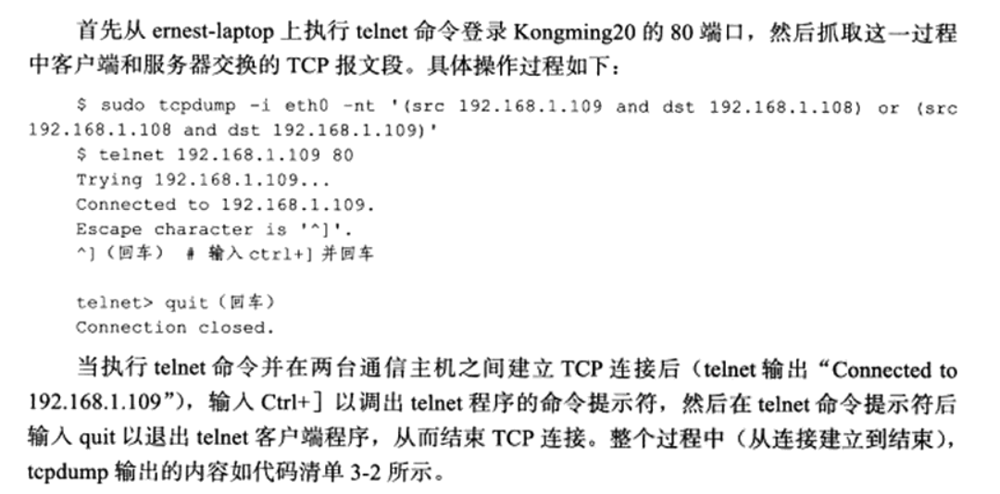 首先从 ernest-laptop 上执行 telnet 命令登录 Kongming20 的 80 端口，然后抓取这一过程
中客户端和服务器交换的 TCP 报文段。具体操作过程如下：
$ sudo tcpdump -i eth0 -nt '(src 192.168.1.109 and dst 192.168.1.108) or (src
192.168.1.108 and dst 192.168.1.109)'
$ telnet 192.168.1.109 80
Trying 192.168.1.109...
Connected to 192.168.1.109.
Escape character is '^]'.
^]（回车） # 输入 ctrl+] 并回车
telnet> quit（回车）
Connection closed.
当执行 telnet 命令并在两台通信主机之间建立 TCP 连接后（telnet 输出“Connected to
192.168.1.109”），输入 Ctrl+］以调出 telnet 程序的命令提示符，然后在 telnet 命令提示符后
输入 quit 以退出 telnet 客户端程序，从而结束 TCP 连接。整个过程中（从连接建立到结束），
tcpdump 输出的内容如代码清单 3-2 所示。